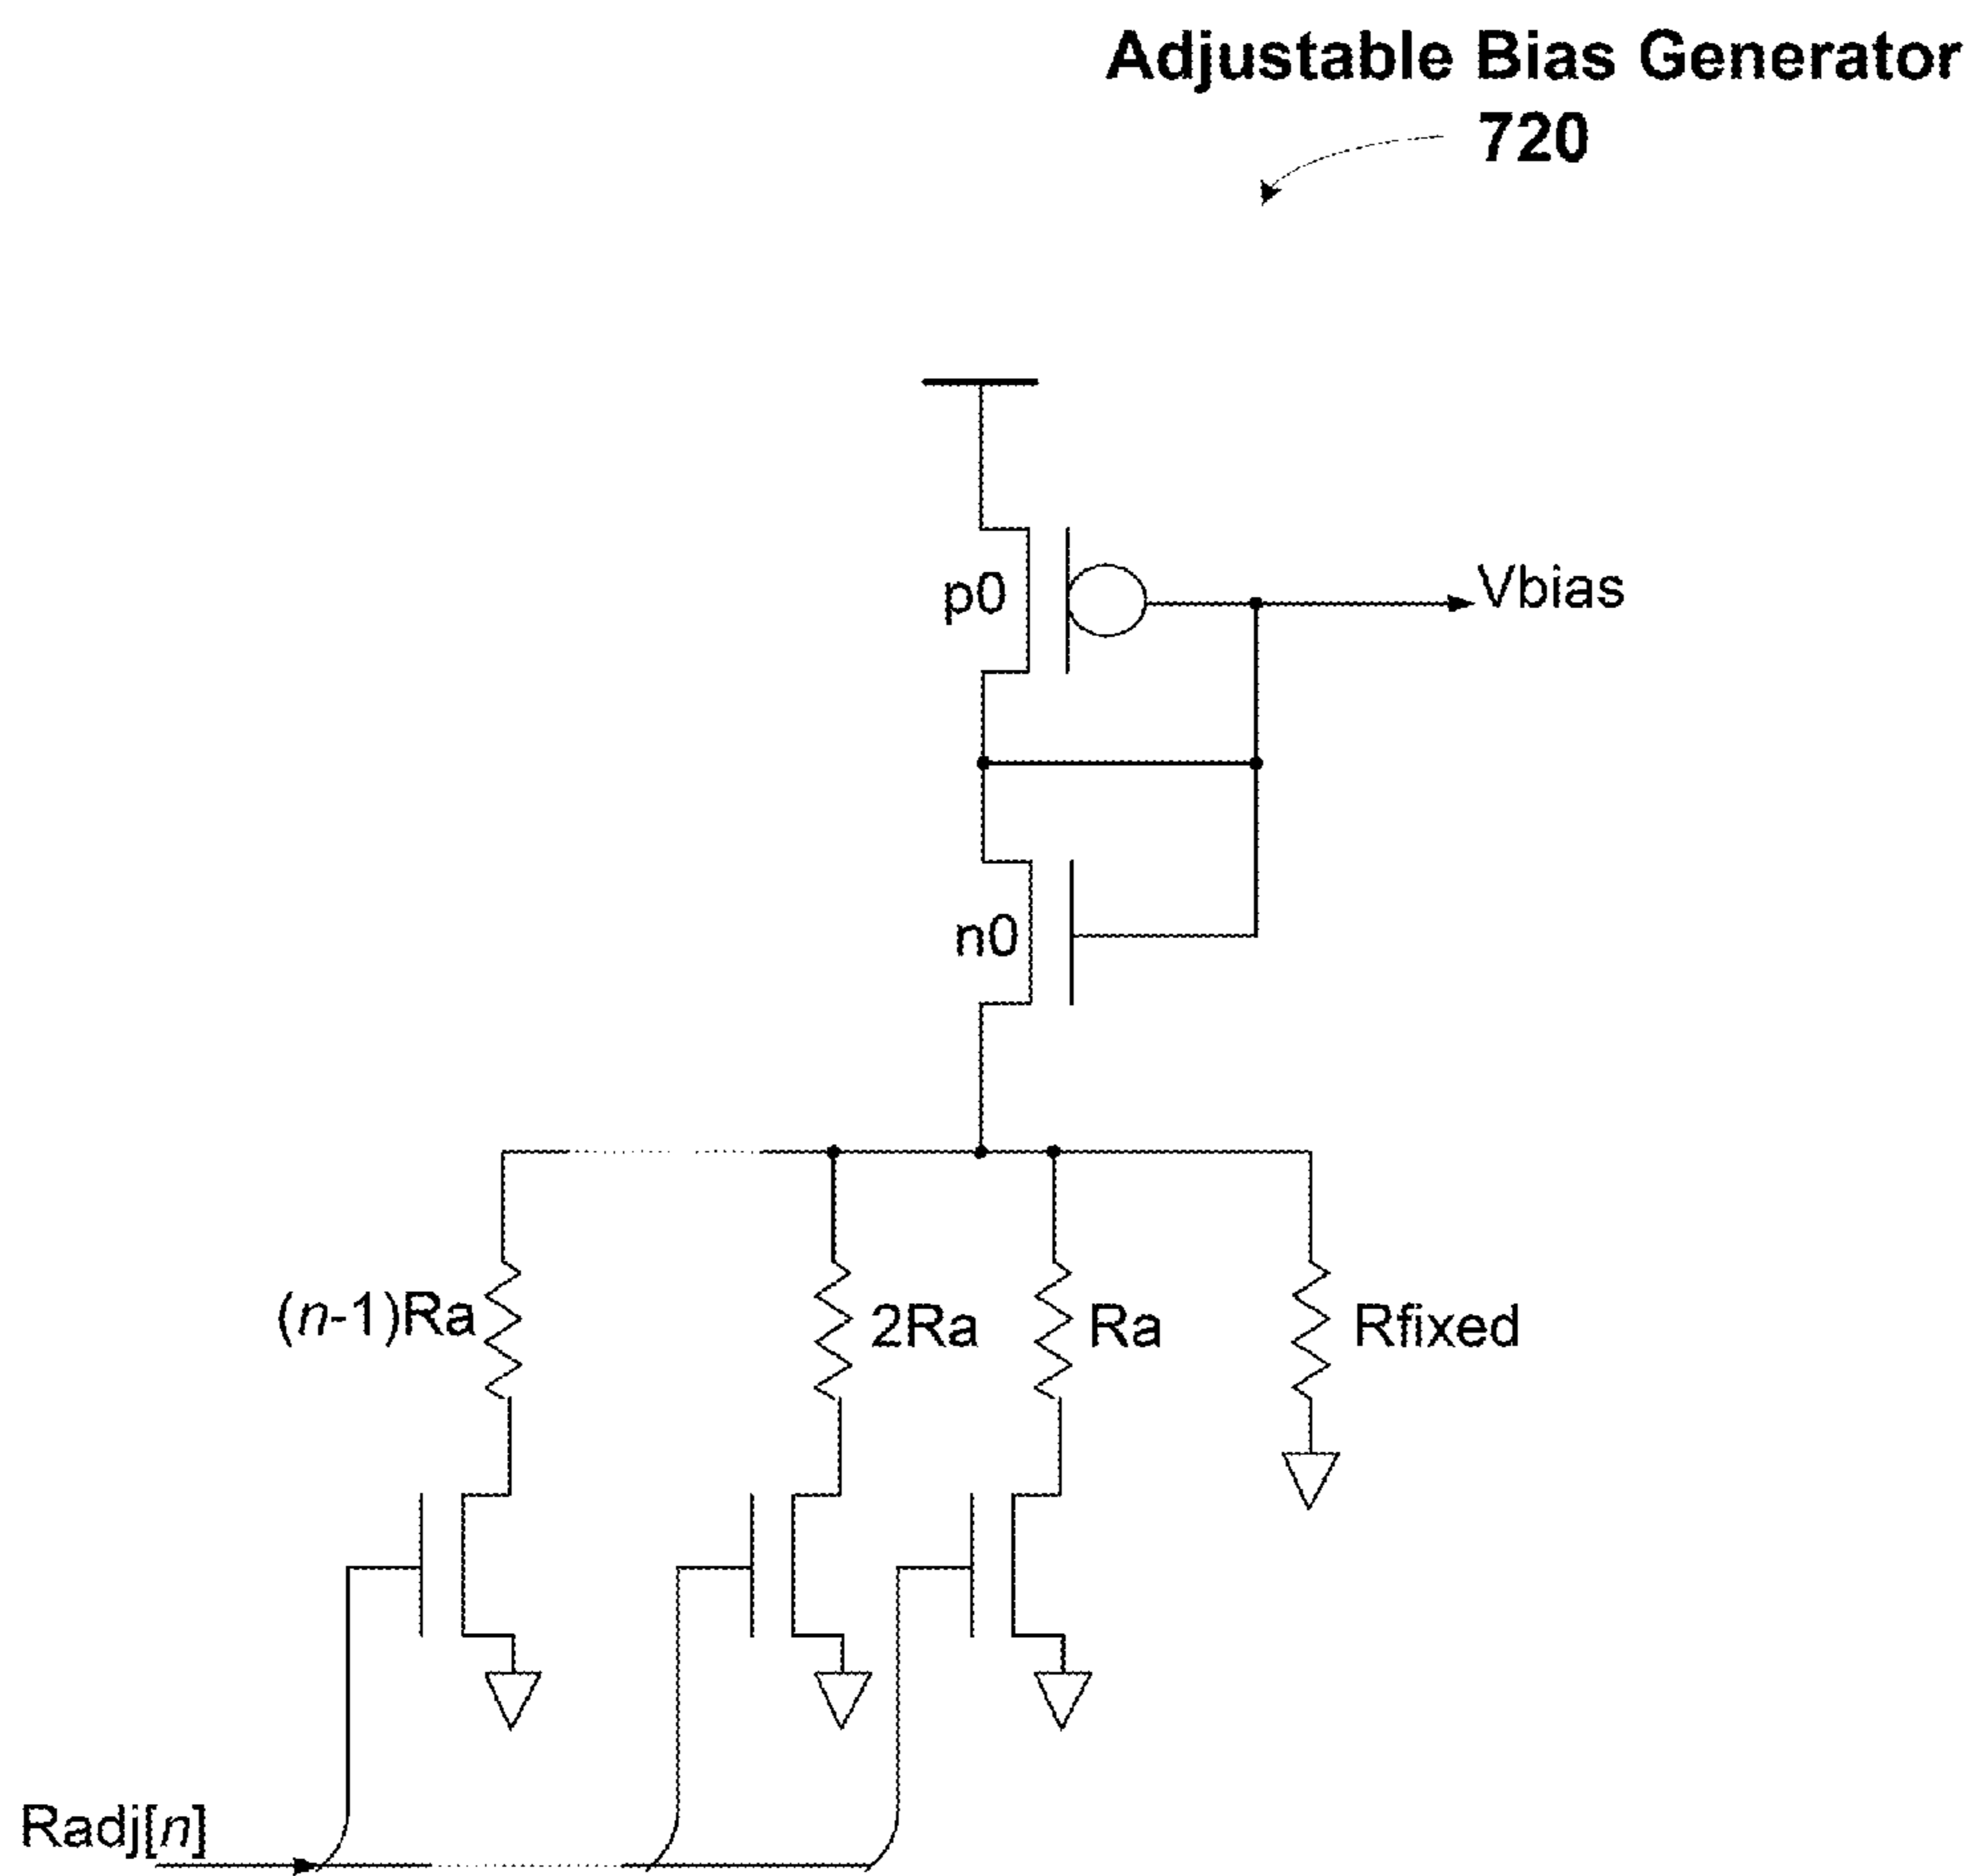 Adjustable Bias Generator
720
p0
Vbias
n0
(n-1)Ra
2Ra
Ra
Rfixed
Radj[n]